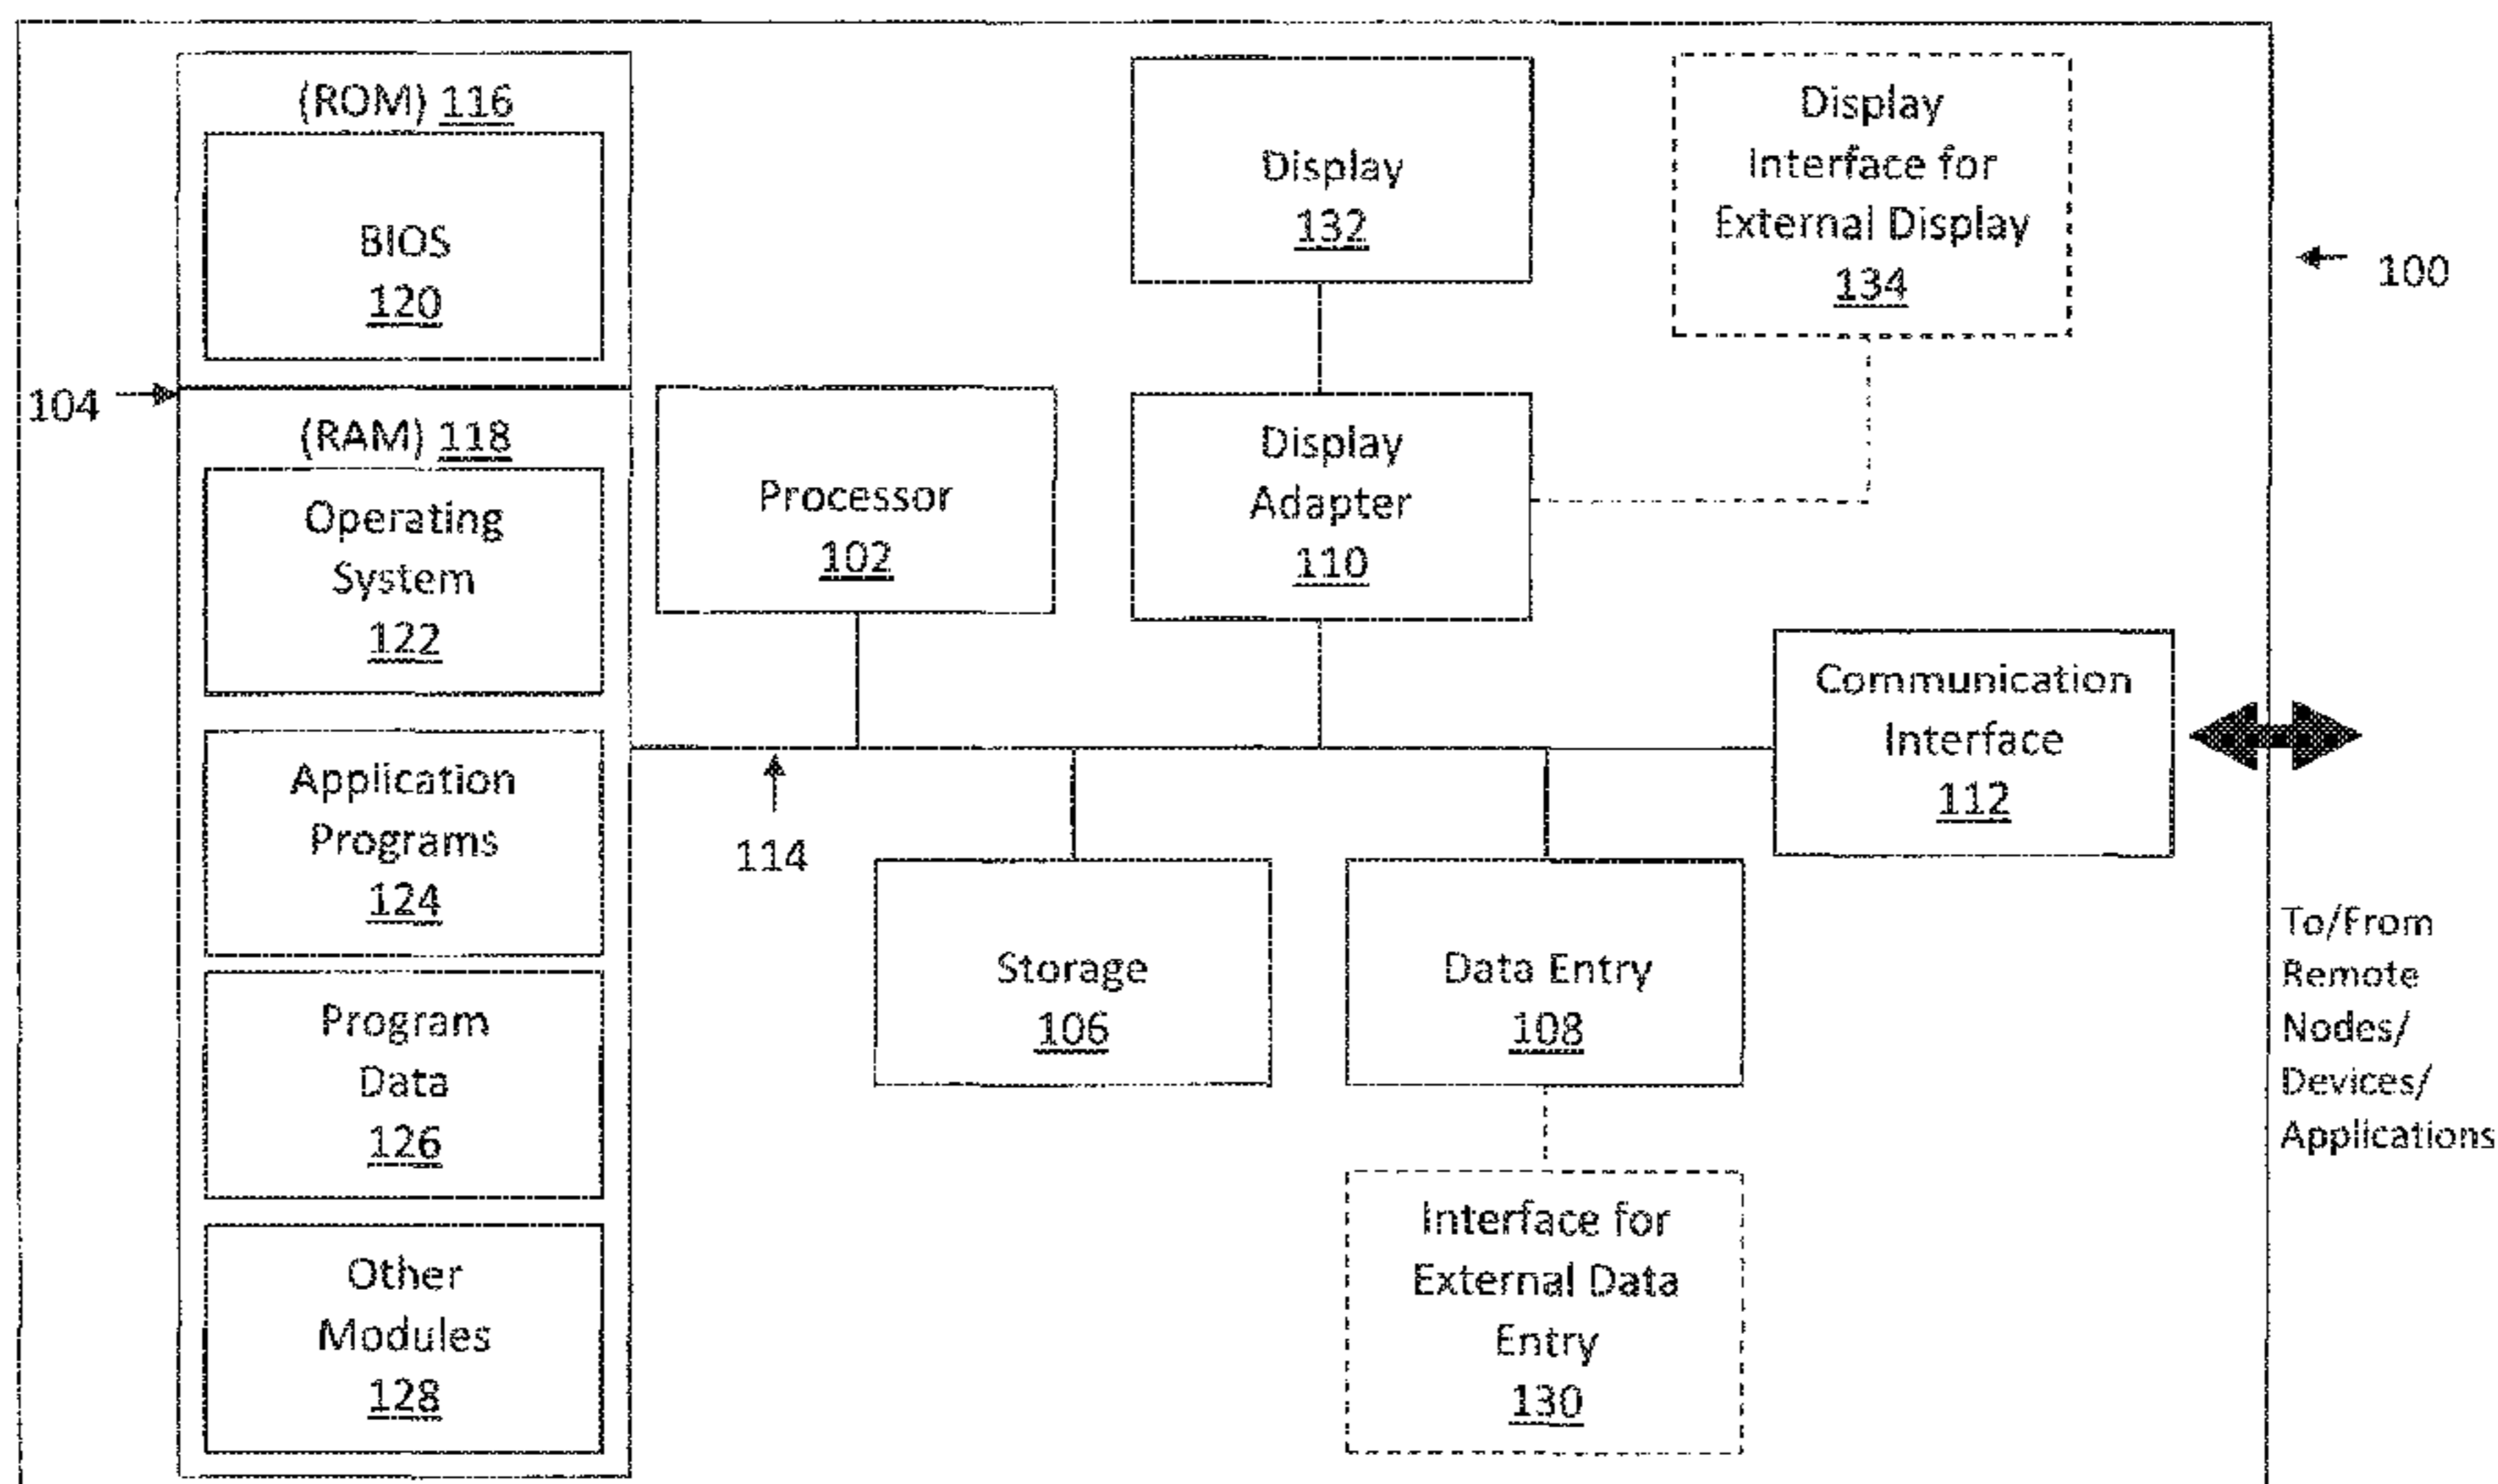 (ROM) 116
BIOS
120
104
(RAM) 118
Operating
System
122
Application
Programs
124
Program
Data
126
Other
Modules
128
Processor
102
Display
132
Display
Interface for
External Display
134
100
Display
Adapter
110
Communication
Interface
112
114
Storage
106
Data Entry
108
Interface for
External Data
Entry
130
To/From
Remote
Nodes/
Devices/
Applications